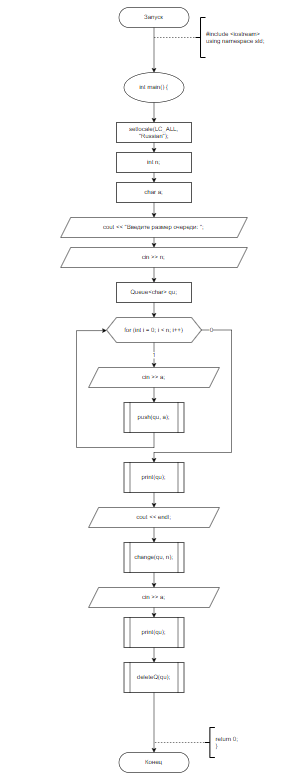 Запуск
#include <iostream>
using namespace std;
int main() {
setlocale(LC_ALL,
"Russian");
int n;
char a;
cout << "Введите размер очереди: ";
cin >> n;
Queue<char> qu;
for (int i = 0; i < n; i++)
0
1
cin >> a;
push(qu, a);
print(qu);
cout << endl;
change(qu, n);
cin >> a;
print(qu);
deleteQ(qu);
return 0;
}
Конец